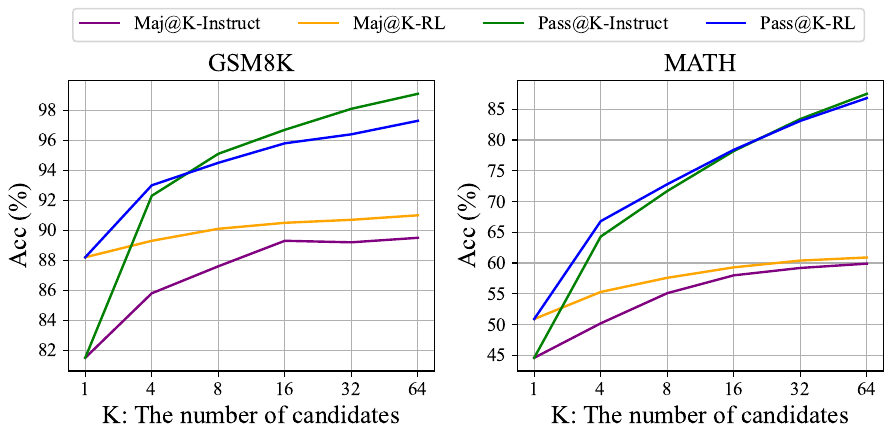 Maj@K-Instruct Maj@K-RL Pass@K-Instruct Pass@K-RL
GSM8K
Acc (%)
98
96
94
92
90
88
86
84
82
1 4 8 16 32 64
K: The number of candidates
MATH
Acc (%)
85
80
75
70
65
60
55
50
45
1 4 8 16 32 64
K: The number of candidates